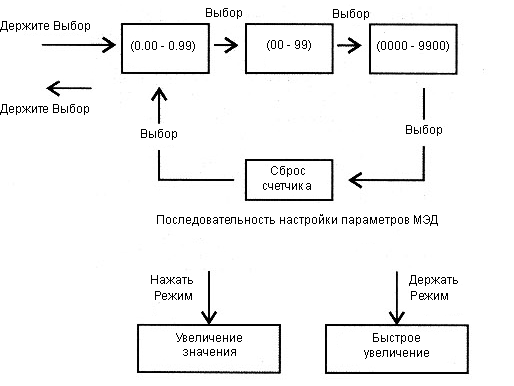 Держите Выбор
Выбор
Выбор
(0.00 - 0.99)
(00 - 99)
(0000 - 9900)
Держите Выбор
Выбор
Выбор
Сброс
счетчика
Последовательность настройки параметров МЭД
Нажать
Режим
Держать
Режим
Увеличение
значения
Быстрое
увеличение